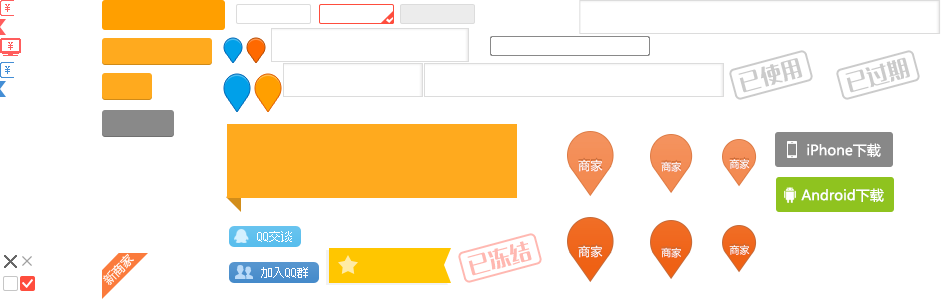 ¥
¥
¥
已使用
已过期
商家
商家
商家
iPhone下载
Android下载
QQ交谈
加入QQ群
新商家
已冻结
商家
商家
商家